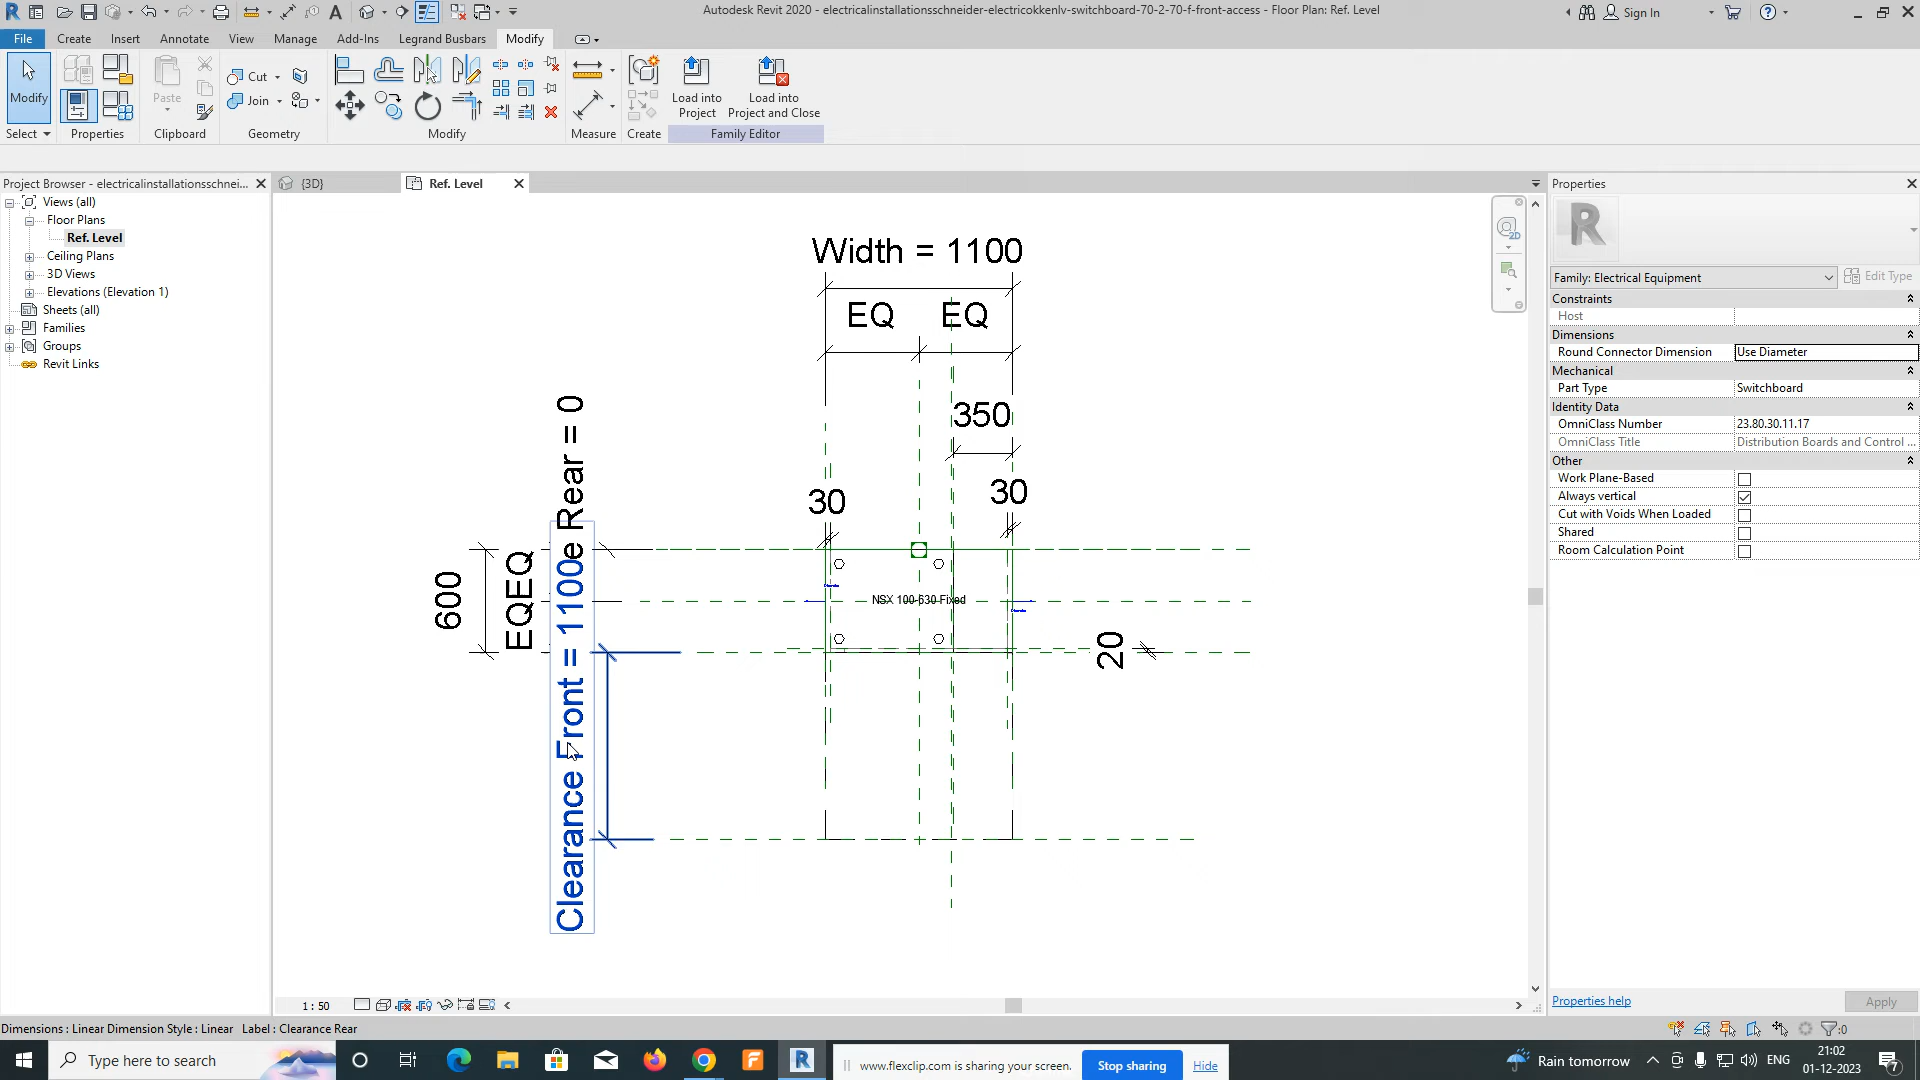 Autodesk Revit 2020 - electricalinstallationsschneider-electricokkenlv-switchboard-70-2-70-f-front-access - Floor Plan: Ref. Level
Sign In
File Create Insert Annotate View Manage Add-Ins Legrand Busbars Modify
Modify
Paste
Cut
Join
Load into Project
Load into Project and Close
Select Properties Clipboard Geometry Modify Measure Create Family Editor
Project Browser - electricalinstallationsschnei...
{3D}
Ref. Level
Properties
Views (all)
Floor Plans
Ref. Level
Ceiling Plans
3D Views
Elevations (Elevation 1)
Sheets (all)
Families
Groups
Revit Links
Width = 1100
EQ EQ
350
30
30
Clearance Front = 1100
e Rear = 0
600
EQEQ
NSX 100-630 Fixed
20
2D
R
Family: Electrical Equipment
Edit Type
Constraints
Host
Dimensions
Round Connector Dimension Use Diameter
Mechanical
Part Type Switchboard
Identity Data
OmniClass Number 23.80.30.11.17
OmniClass Title Distribution Boards and Control ...
Other
Work Plane-Based
Always vertical
Cut with Voids When Loaded
Shared
Room Calculation Point
Properties help
Apply
1 : 50
Dimensions : Linear Dimension Style : Linear Label : Clearance Rear
:0
Type here to search
www.flexclip.com is sharing your screen.
Stop sharing
Hide
Rain tomorrow
ENG
21:02
01-12-2023
7